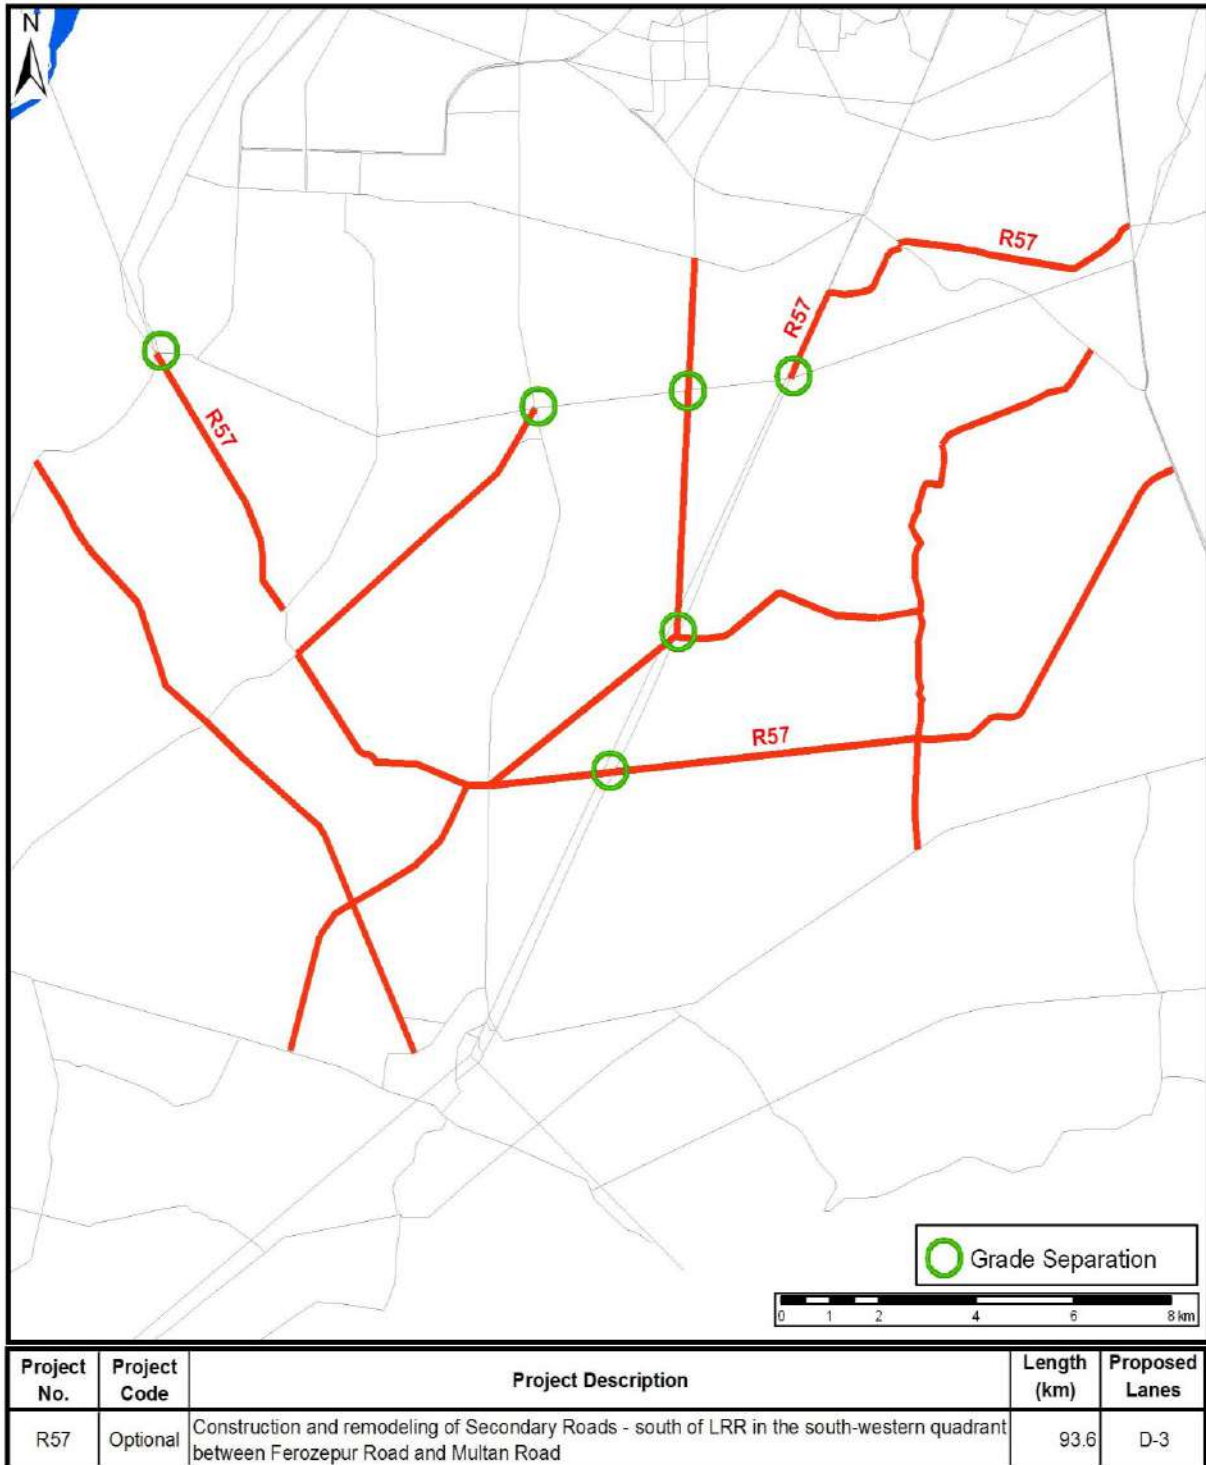 N
R57
R57
R57
R57
Grade Separation
0 1 2 4 6 8 km
Project No. Project Code Project Description Length (km) Proposed Lanes
R57 Optional Construction and remodeling of Secondary Roads - south of LRR in the south-western quadrant between Ferozepur Road and Multan Road 93.6 D-3